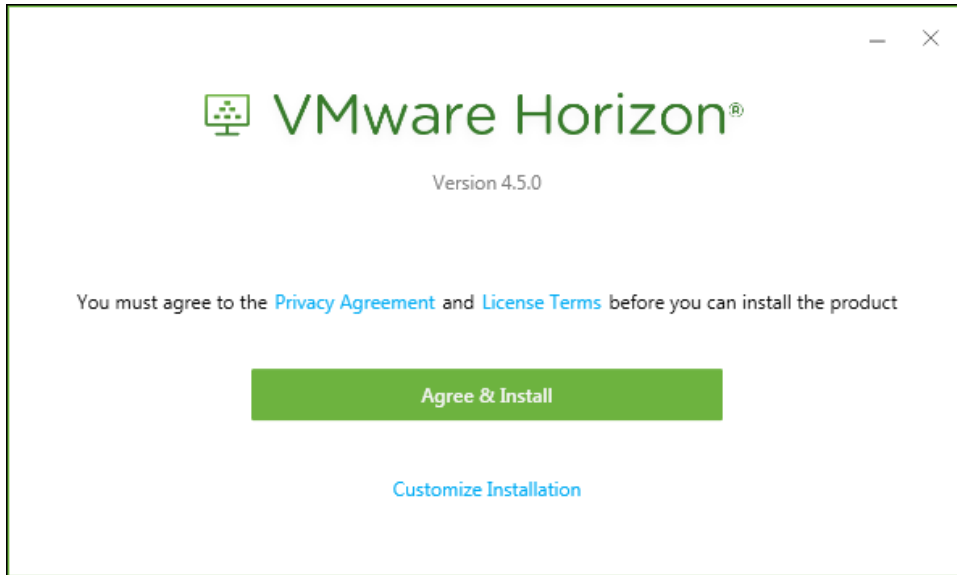 VMware Horizon®
Version 4.5.0
You must agree to the Privacy Agreement and License Terms before you can install the product
Agree & Install
Customize Installation